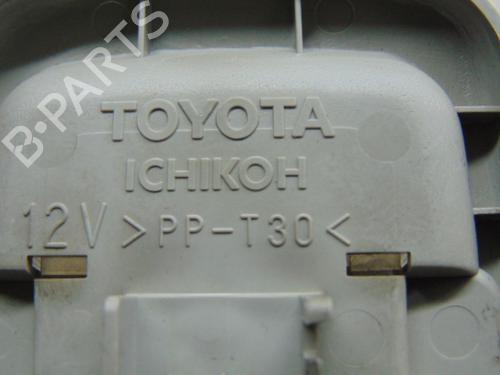 B·PARTS
TOYOTA
ICHIKOH
12V >PP-T30<